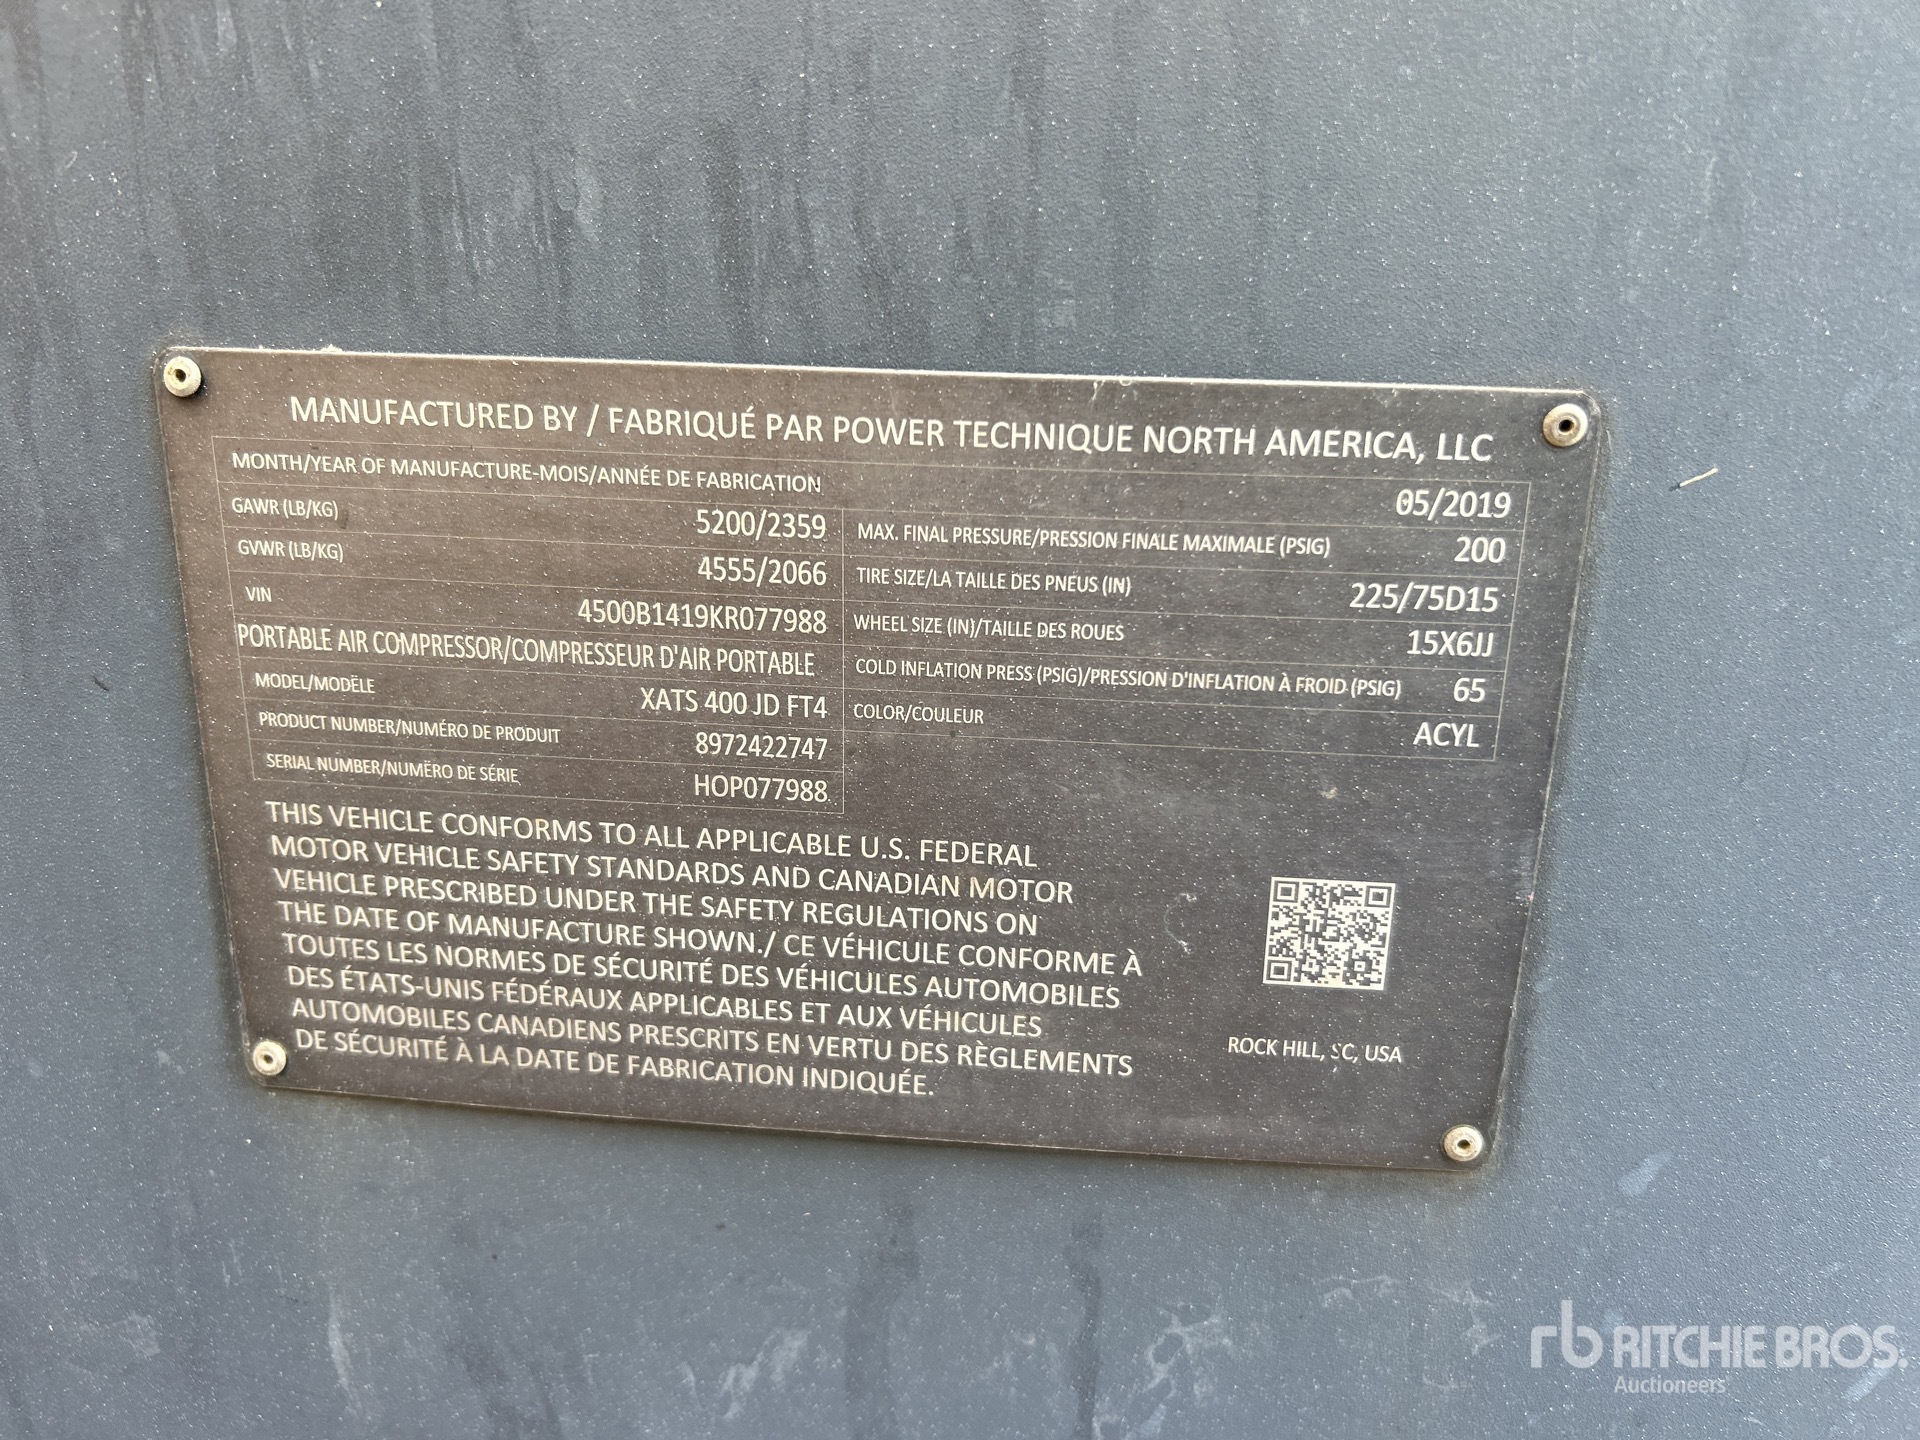 MANUFACTURED BY / FABRIQUÉ PAR POWER TECHNIQUE NORTH AMERICA, LLC
MONTH/YEAR OF MANUFACTURE-MOIS/ANNÉE DE FABRICATION 05/2019
GAWR (LB/KG) 5200/2359
GVWR (LB/KG) 4555/2066
VIN 4500B1419KR077988
PORTABLE AIR COMPRESSOR/COMPRESSEUR D'AIR PORTABLE
MODEL/MODËLE XATS 400 JD FT4
PRODUCT NUMBER/NUMÉRO DE PRODUIT 8972422747
SERIAL NUMBER/NUMËRO DE SÉRIE HOP077988
MAX. FINAL PRESSURE/PRESSION FINALE MAXIMALE (PSIG) 200
TIRE SIZE/LA TAILLE DES PNEUS (IN) 225/75D15
WHEEL SIZE (IN)/TAILLE DES ROUES 15X6JJ
COLD INFLATION PRESS (PSIG)/PRESSION D'INFLATION À FROID (PSIG) 65
COLOR/COULEUR ACYL
THIS VEHICLE CONFORMS TO ALL APPLICABLE U.S. FEDERAL
MOTOR VEHICLE SAFETY STANDARDS AND CANADIAN MOTOR
VEHICLE PRESCRIBED UNDER THE SAFETY REGULATIONS ON
THE DATE OF MANUFACTURE SHOWN./ CE VÉHICULE CONFORME À
TOUTES LES NORMES DE SÉCURITÉ DES VÉHICULES AUTOMOBILES
DES ÉTATS-UNIS FÉDÉRAUX APPLICABLES ET AUX VÉHICULES
AUTOMOBILES CANADIENS PRESCRITS EN VERTU DES RÈGLEMENTS
DE SÉCURITÉ À LA DATE DE FABRICATION INDIQUÉE.
ROCK HILL, SC, USA
rb RITCHIE BROS.
Auctioneers